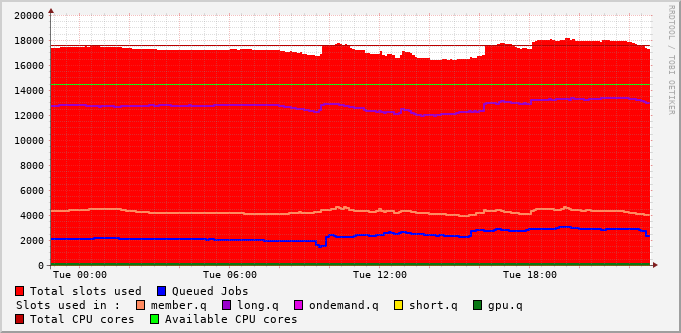 RRDTOOL / TOBI OETIKER
20000
18000
16000
14000
12000
10000
8000
6000
4000
2000
0
Tue 00:00 Tue 06:00 Tue 12:00 Tue 18:00
Total slots used Queued Jobs
Slots used in : member.q long.q ondemand.q short.q gpu.q
Total CPU cores Available CPU cores